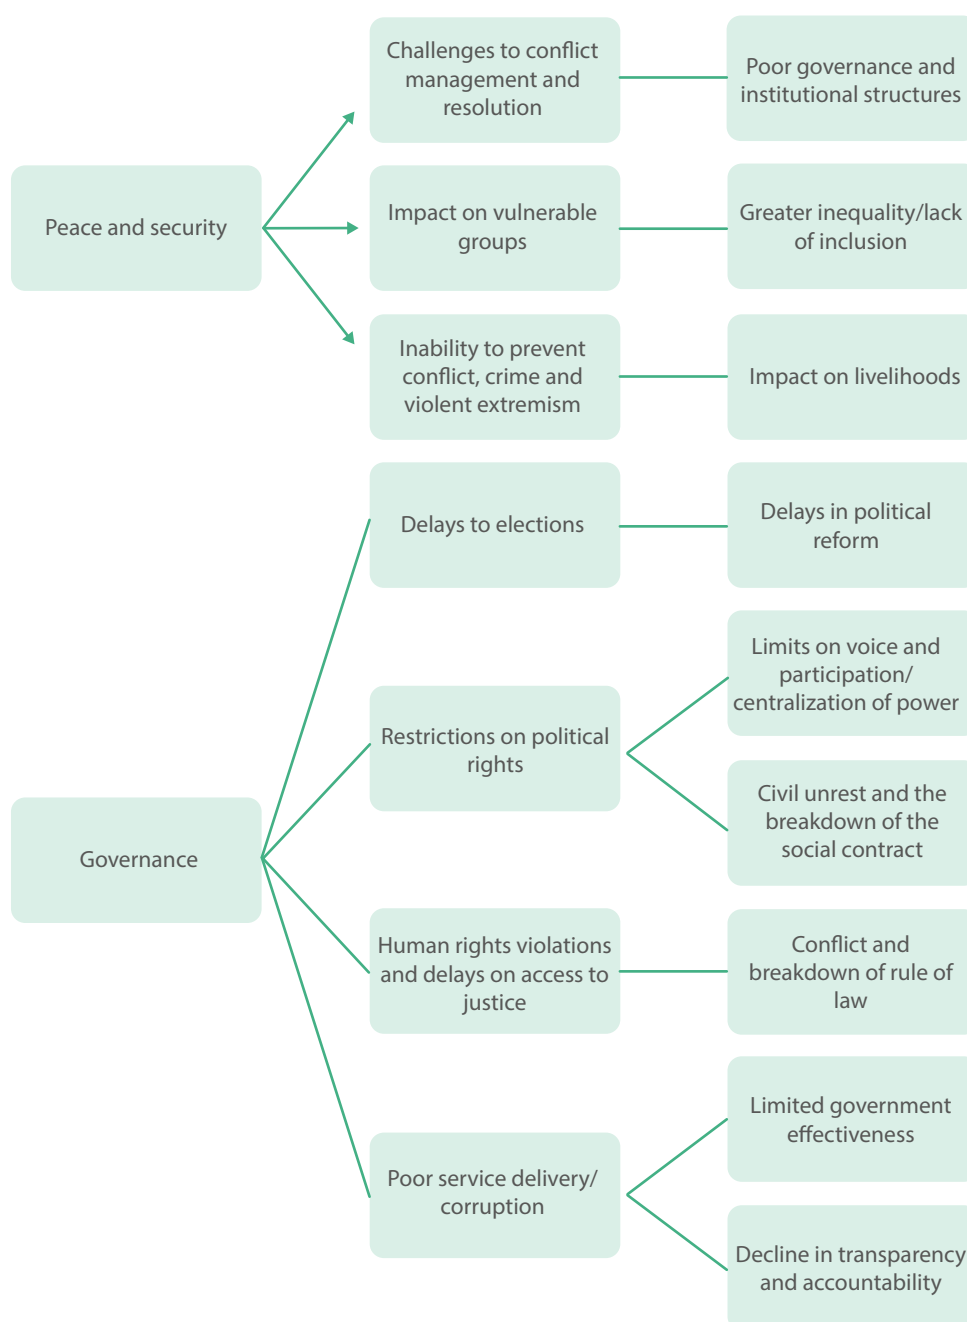 Peace and security
Challenges to conflict
management and
resolution
Poor governance and
institutional structures
Impact on vulnerable
groups
Greater inequality/lack
of inclusion
Inability to prevent
conflict, crime and
violent extremism
Impact on livelihoods
Governance
Delays to elections
Delays in political
reform
Restrictions on political
rights
Limits on voice and
participation/
centralization of power
Civil unrest and the
breakdown of the
social contract
Human rights violations
and delays on access to
justice
Conflict and
breakdown of rule of
law
Poor service delivery/
corruption
Limited government
effectiveness
Decline in transparency
and accountability